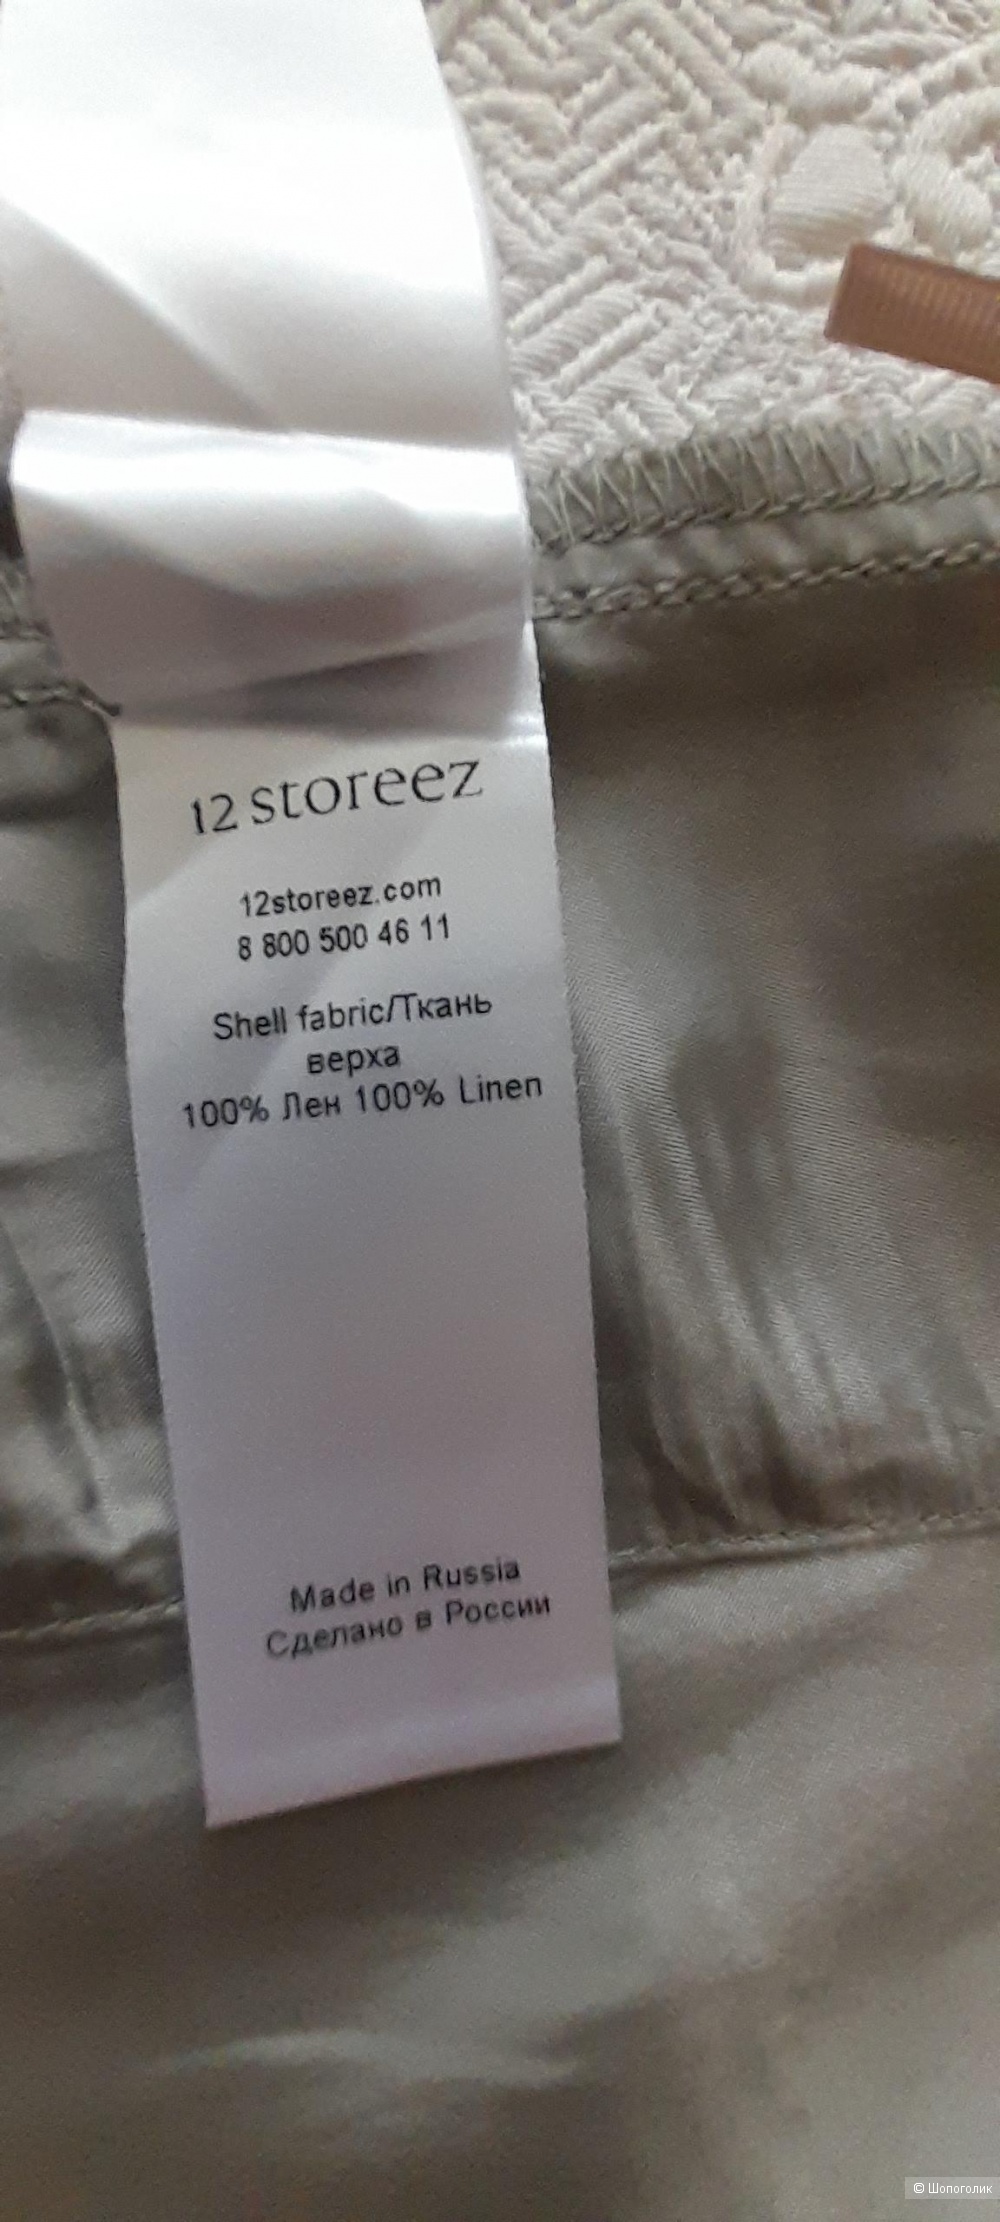 12 storeez
12storeez.com
8 800 500 46 11
Shell fabric/Ткань
верха
100% Лен 100% Linen
Made in Russia
Сделано в России
© Шопоголик